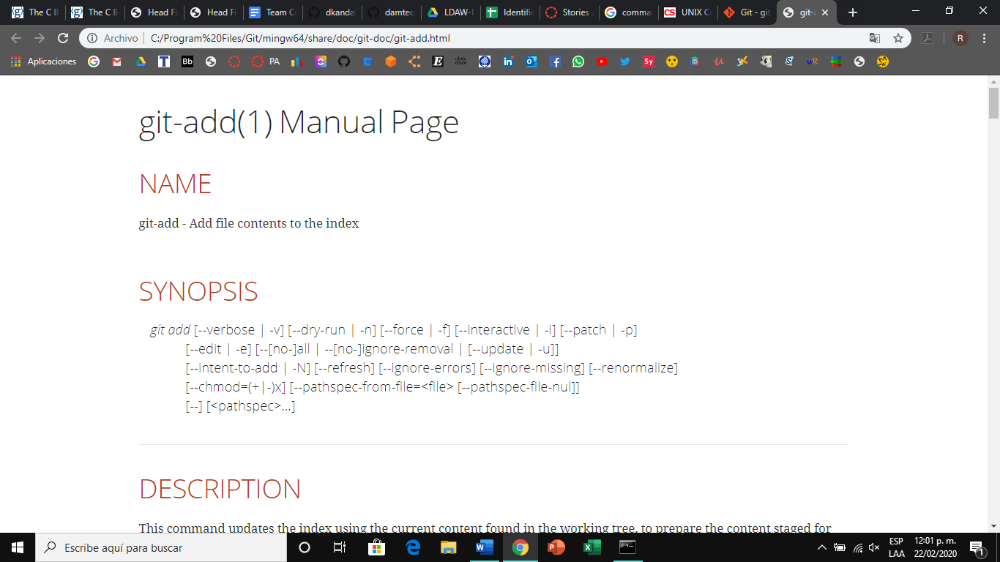 The C B
The C B
Head Fi
Head Fi
Team C
dkanda
damtec
LDAW-F
Identific
Stories
comma
UNIX Co
Git - git
git-
Archivo
C:/Program%20Files/Git/mingw64/share/doc/git-doc/git-add.html
R
Aplicaciones
Bb
PA
git-add(1) Manual Page
NAME
git-add - Add file contents to the index
SYNOPSIS
git add [--verbose | -v] [--dry-run | -n] [--force | -f] [--interactive | -i] [--patch | -p]
[--edit | -e] [--[no-]all | --[no-]ignore-removal | [--update | -u]]
[--intent-to-add | -N] [--refresh] [--ignore-errors] [--ignore-missing] [--renormalize]
[--chmod=(+|-)x] [--pathspec-from-file=<file> [--pathspec-file-nul]]
[--] [<pathspec>…]
DESCRIPTION
This command updates the index using the current content found in the working tree, to prepare the content staged for
Escribe aquí para buscar
ESP
LAA
12:01 p. m.
22/02/2020
1